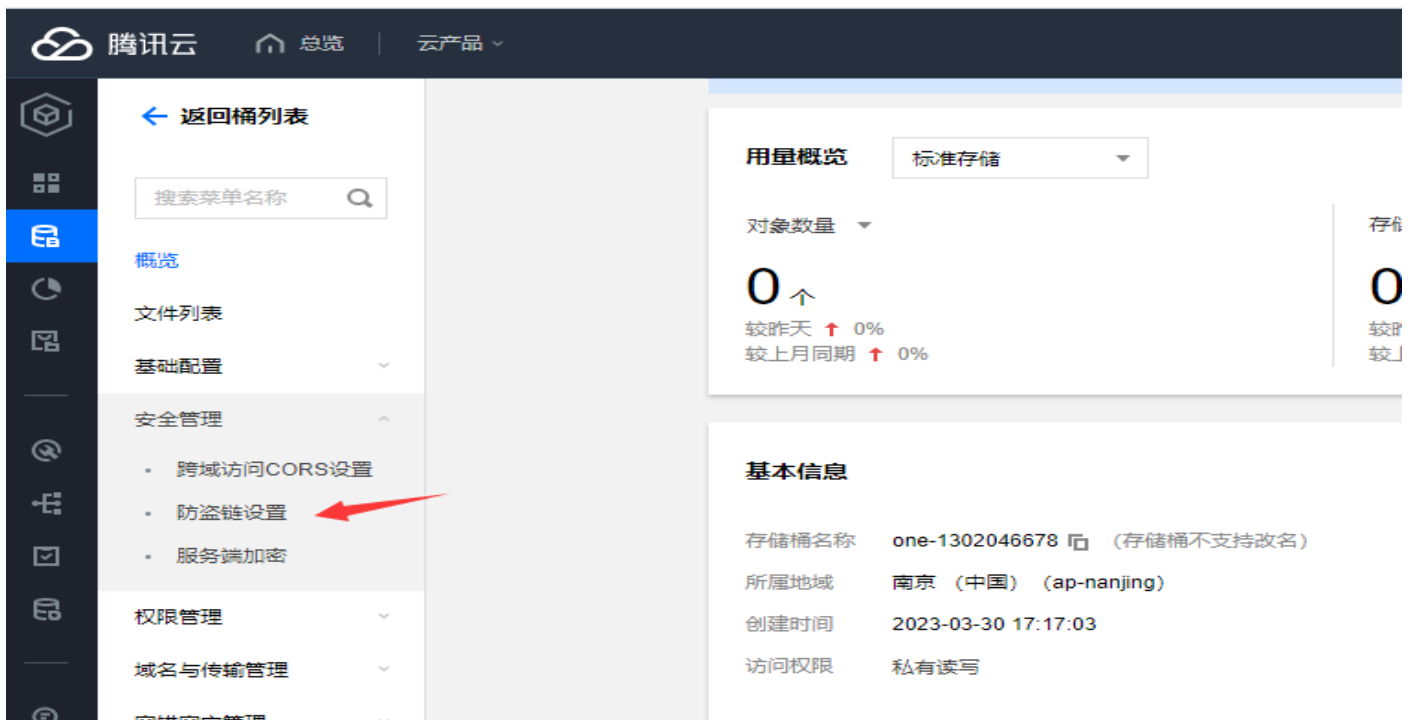 腾讯云 总览 云产品
返回桶列表
搜索菜单名称
概览
文件列表
基础配置
安全管理
跨域访问CORS设置
防盗链设置
服务端加密
权限管理
域名与传输管理
用量概览 标准存储
对象数量
0 个
较昨天 ↑ 0%
较上月同期 ↑ 0%
存储
0
较昨
较上
基本信息
存储桶名称 one-1302046678 (存储桶不支持改名)
所属地域 南京 (中国) (ap-nanjing)
创建时间 2023-03-30 17:17:03
访问权限 私有读写